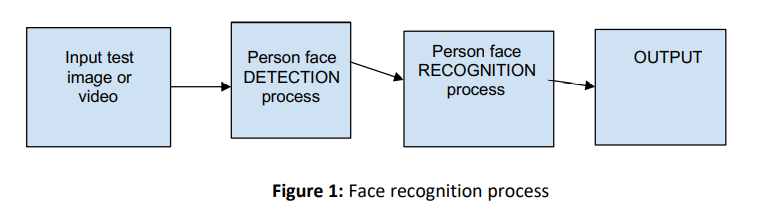 Input test
image or
video
Person face
DETECTION
process
Person face
RECOGNITION
process
OUTPUT
Figure 1: Face recognition process